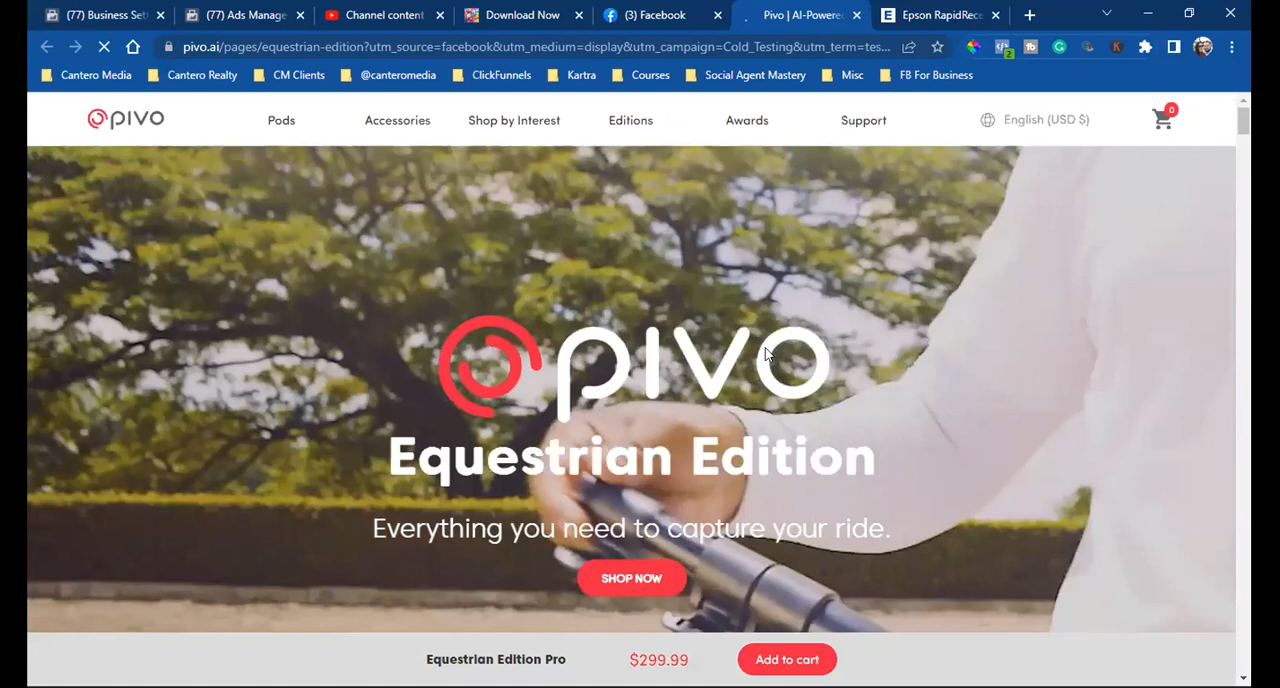 (77) Business Set
(77) Ads Manage
Channel content
Download Now
(3) Facebook
Pivo | AI-Powere
Epson RapidRece
pivo.ai/pages/equestrian-edition?utm_source=facebook&utm_medium=display&utm_campaign=Cold_Testing&utm_term=tes...
2
Cantero Media
Cantero Realty
CM Clients
@canteromedia
ClickFunnels
Kartra
Courses
Social Agent Mastery
Misc
FB For Business
pivo
Pods
Accessories
Shop by Interest
Editions
Awards
Support
English (USD $)
0
pivo
Equestrian Edition
Everything you need to capture your ride.
SHOP NOW
Equestrian Edition Pro
$299.99
Add to cart